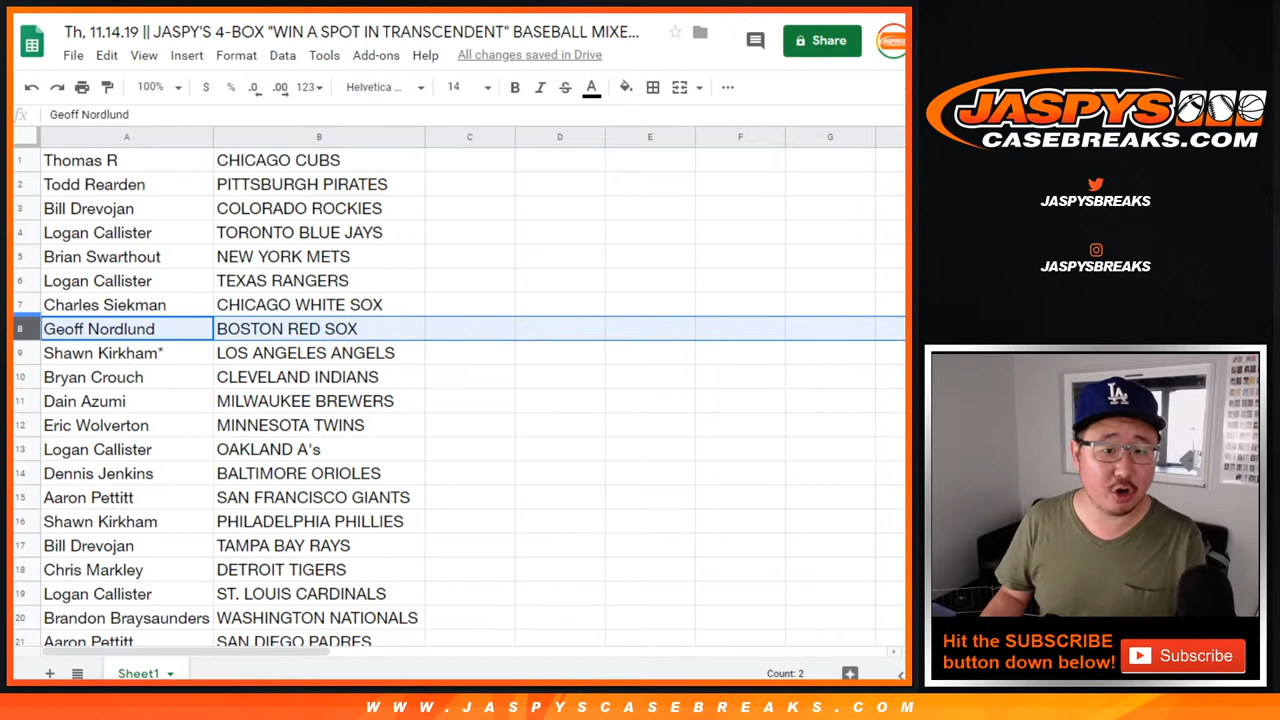 Th, 11.14.19 || JASPY'S 4-BOX "WIN A SPOT IN TRANSCENDENT" BASEBALL MIXE...
File Edit View Insert Format Data Tools Add-ons Help All changes saved in Drive
Share
100% $ % .0 .00 123 Helvetica ... 14 B I S A
fx Geoff Nordlund
A B C D E F G
1 Thomas R CHICAGO CUBS
2 Todd Rearden PITTSBURGH PIRATES
3 Bill Drevojan COLORADO ROCKIES
4 Logan Callister TORONTO BLUE JAYS
5 Brian Swarthout NEW YORK METS
6 Logan Callister TEXAS RANGERS
7 Charles Siekman CHICAGO WHITE SOX
8 Geoff Nordlund BOSTON RED SOX
9 Shawn Kirkham* LOS ANGELES ANGELS
10 Bryan Crouch CLEVELAND INDIANS
11 Dain Azumi MILWAUKEE BREWERS
12 Eric Wolverton MINNESOTA TWINS
13 Logan Callister OAKLAND A's
14 Dennis Jenkins BALTIMORE ORIOLES
15 Aaron Pettitt SAN FRANCISCO GIANTS
16 Shawn Kirkham PHILADELPHIA PHILLIES
17 Bill Drevojan TAMPA BAY RAYS
18 Chris Markley DETROIT TIGERS
19 Logan Callister ST. LOUIS CARDINALS
20 Brandon Braysaunders WASHINGTON NATIONALS
21 Aaron Pettitt SAN DIEGO PADRES
Sheet1
Count: 2
JASPYS
CASEBREAKS.COM
JASPYSBREAKS
JASPYSBREAKS
LA
Hit the SUBSCRIBE
button down below!
Subscribe
WWW.JASPYSCASEBREAKS.COM